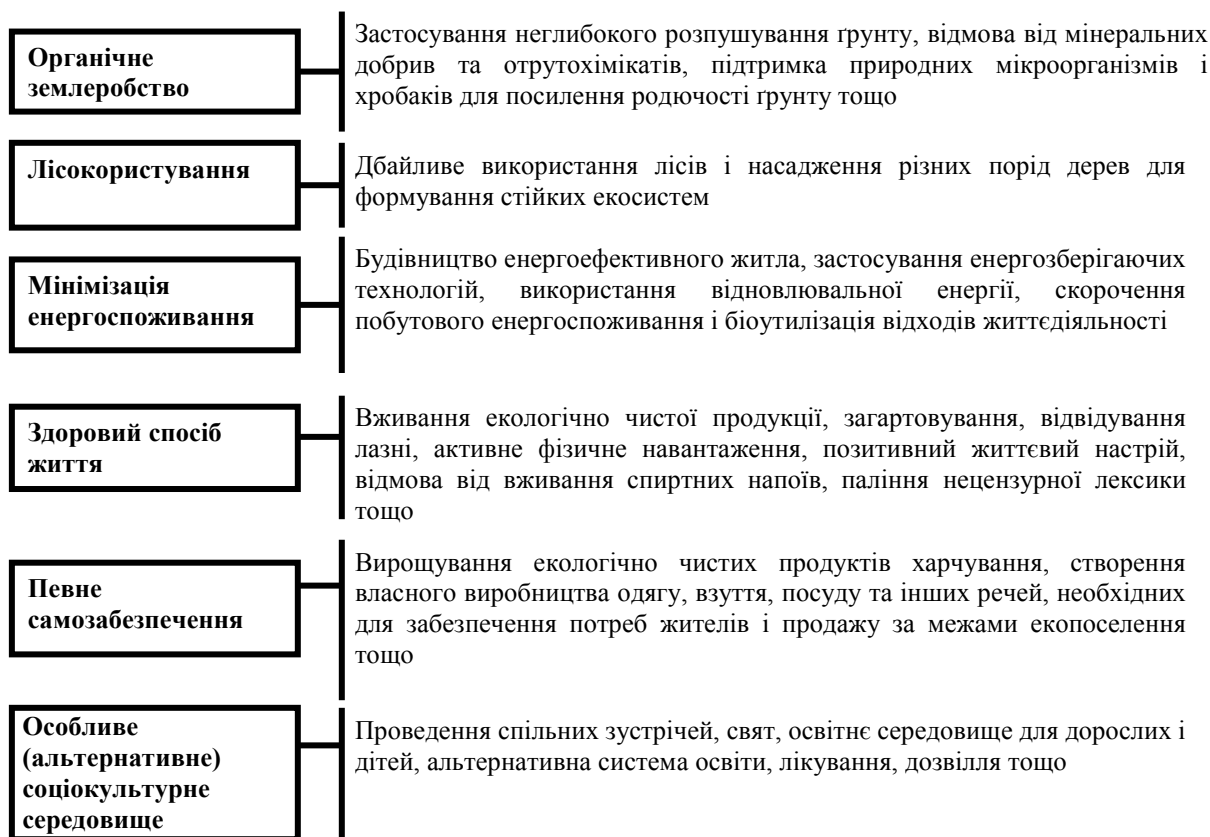 Органічне
землеробство
Застосування неглибокого розпушування ґрунту, відмова від мінеральних
добрив та отрутохімікатів, підтримка природних мікроорганізмів і
хробаків для посилення родючості ґрунту тощо
Лісокористування
Дбайливе використання лісів і насадження різних порід дерев для
формування стійких екосистем
Мінімізація
енергоспоживання
Будівництво енергоефективного житла, застосування енергозберігаючих
технологій, використання відновлювальної енергії, скорочення
побутового енергоспоживання і біоутилізація відходів життєдіяльності
Здоровий спосіб
життя
Вживання екологічно чистої продукції, загартовування, відвідування
лазні, активне фізичне навантаження, позитивний життєвий настрій,
відмова від вживання спиртних напоїв, паління нецензурної лексики
тощо
Певне
самозабезпечення
Вирощування екологічно чистих продуктів харчування, створення
власного виробництва одягу, взуття, посуду та інших речей, необхідних
для забезпечення потреб жителів і продажу за межами екопоселення
тощо
Особливе
(альтернативне)
соціокультурне
середовище
Проведення спільних зустрічей, свят, освітнє середовище для дорослих і
дітей, альтернативна система освіти, лікування, дозвілля тощо